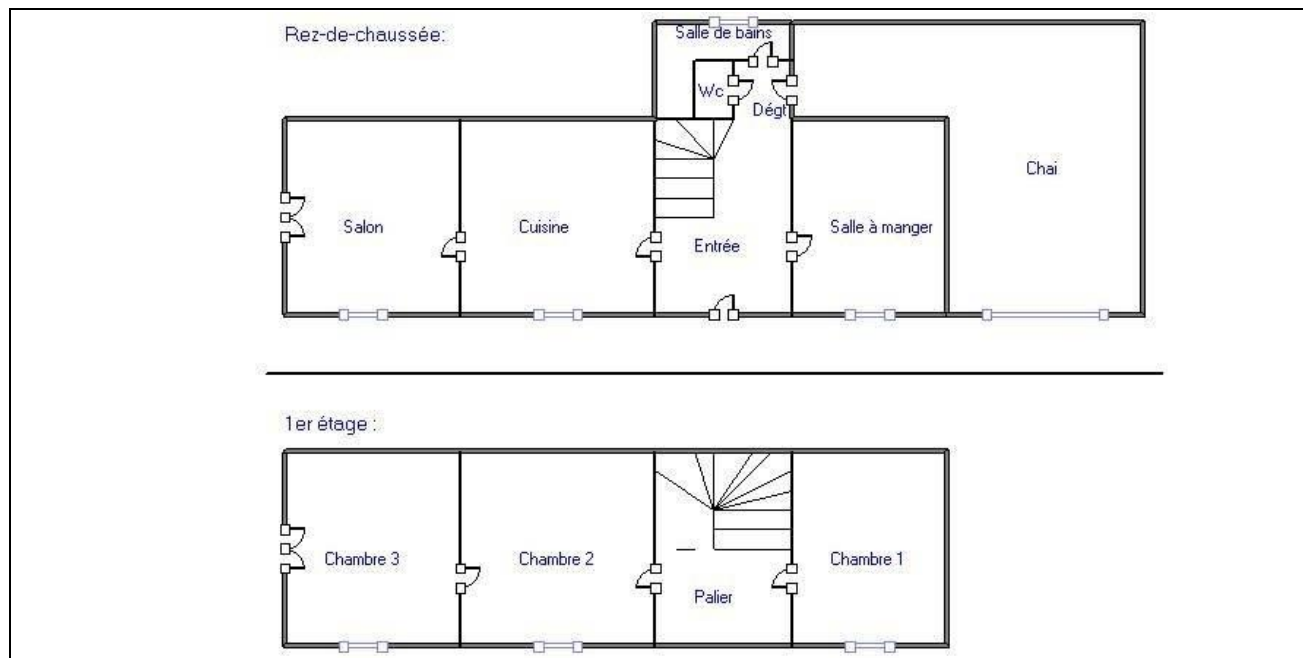 Rez-de-chaussée:
Salle de bains
Wc
Dégt
Chai
Salon
Cuisine
Entrée
Salle à manger
1er étage :
Chambre 3
Chambre 2
Palier
Chambre 1